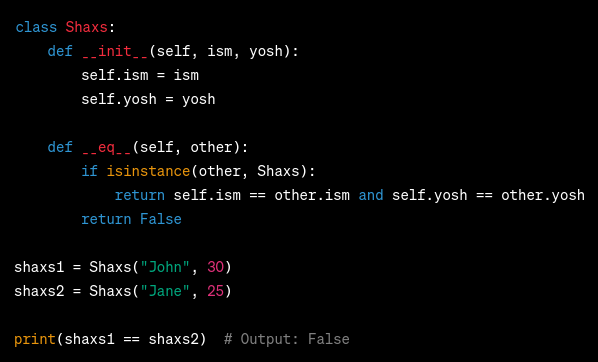 class Shaxs:
    def __init__(self, ism, yosh):
        self.ism = ism
        self.yosh = yosh

    def __eq__(self, other):
        if isinstance(other, Shaxs):
            return self.ism == other.ism and self.yosh == other.yosh
        return False

shaxs1 = Shaxs("John", 30)
shaxs2 = Shaxs("Jane", 25)

print(shaxs1 == shaxs2)  # Output: False